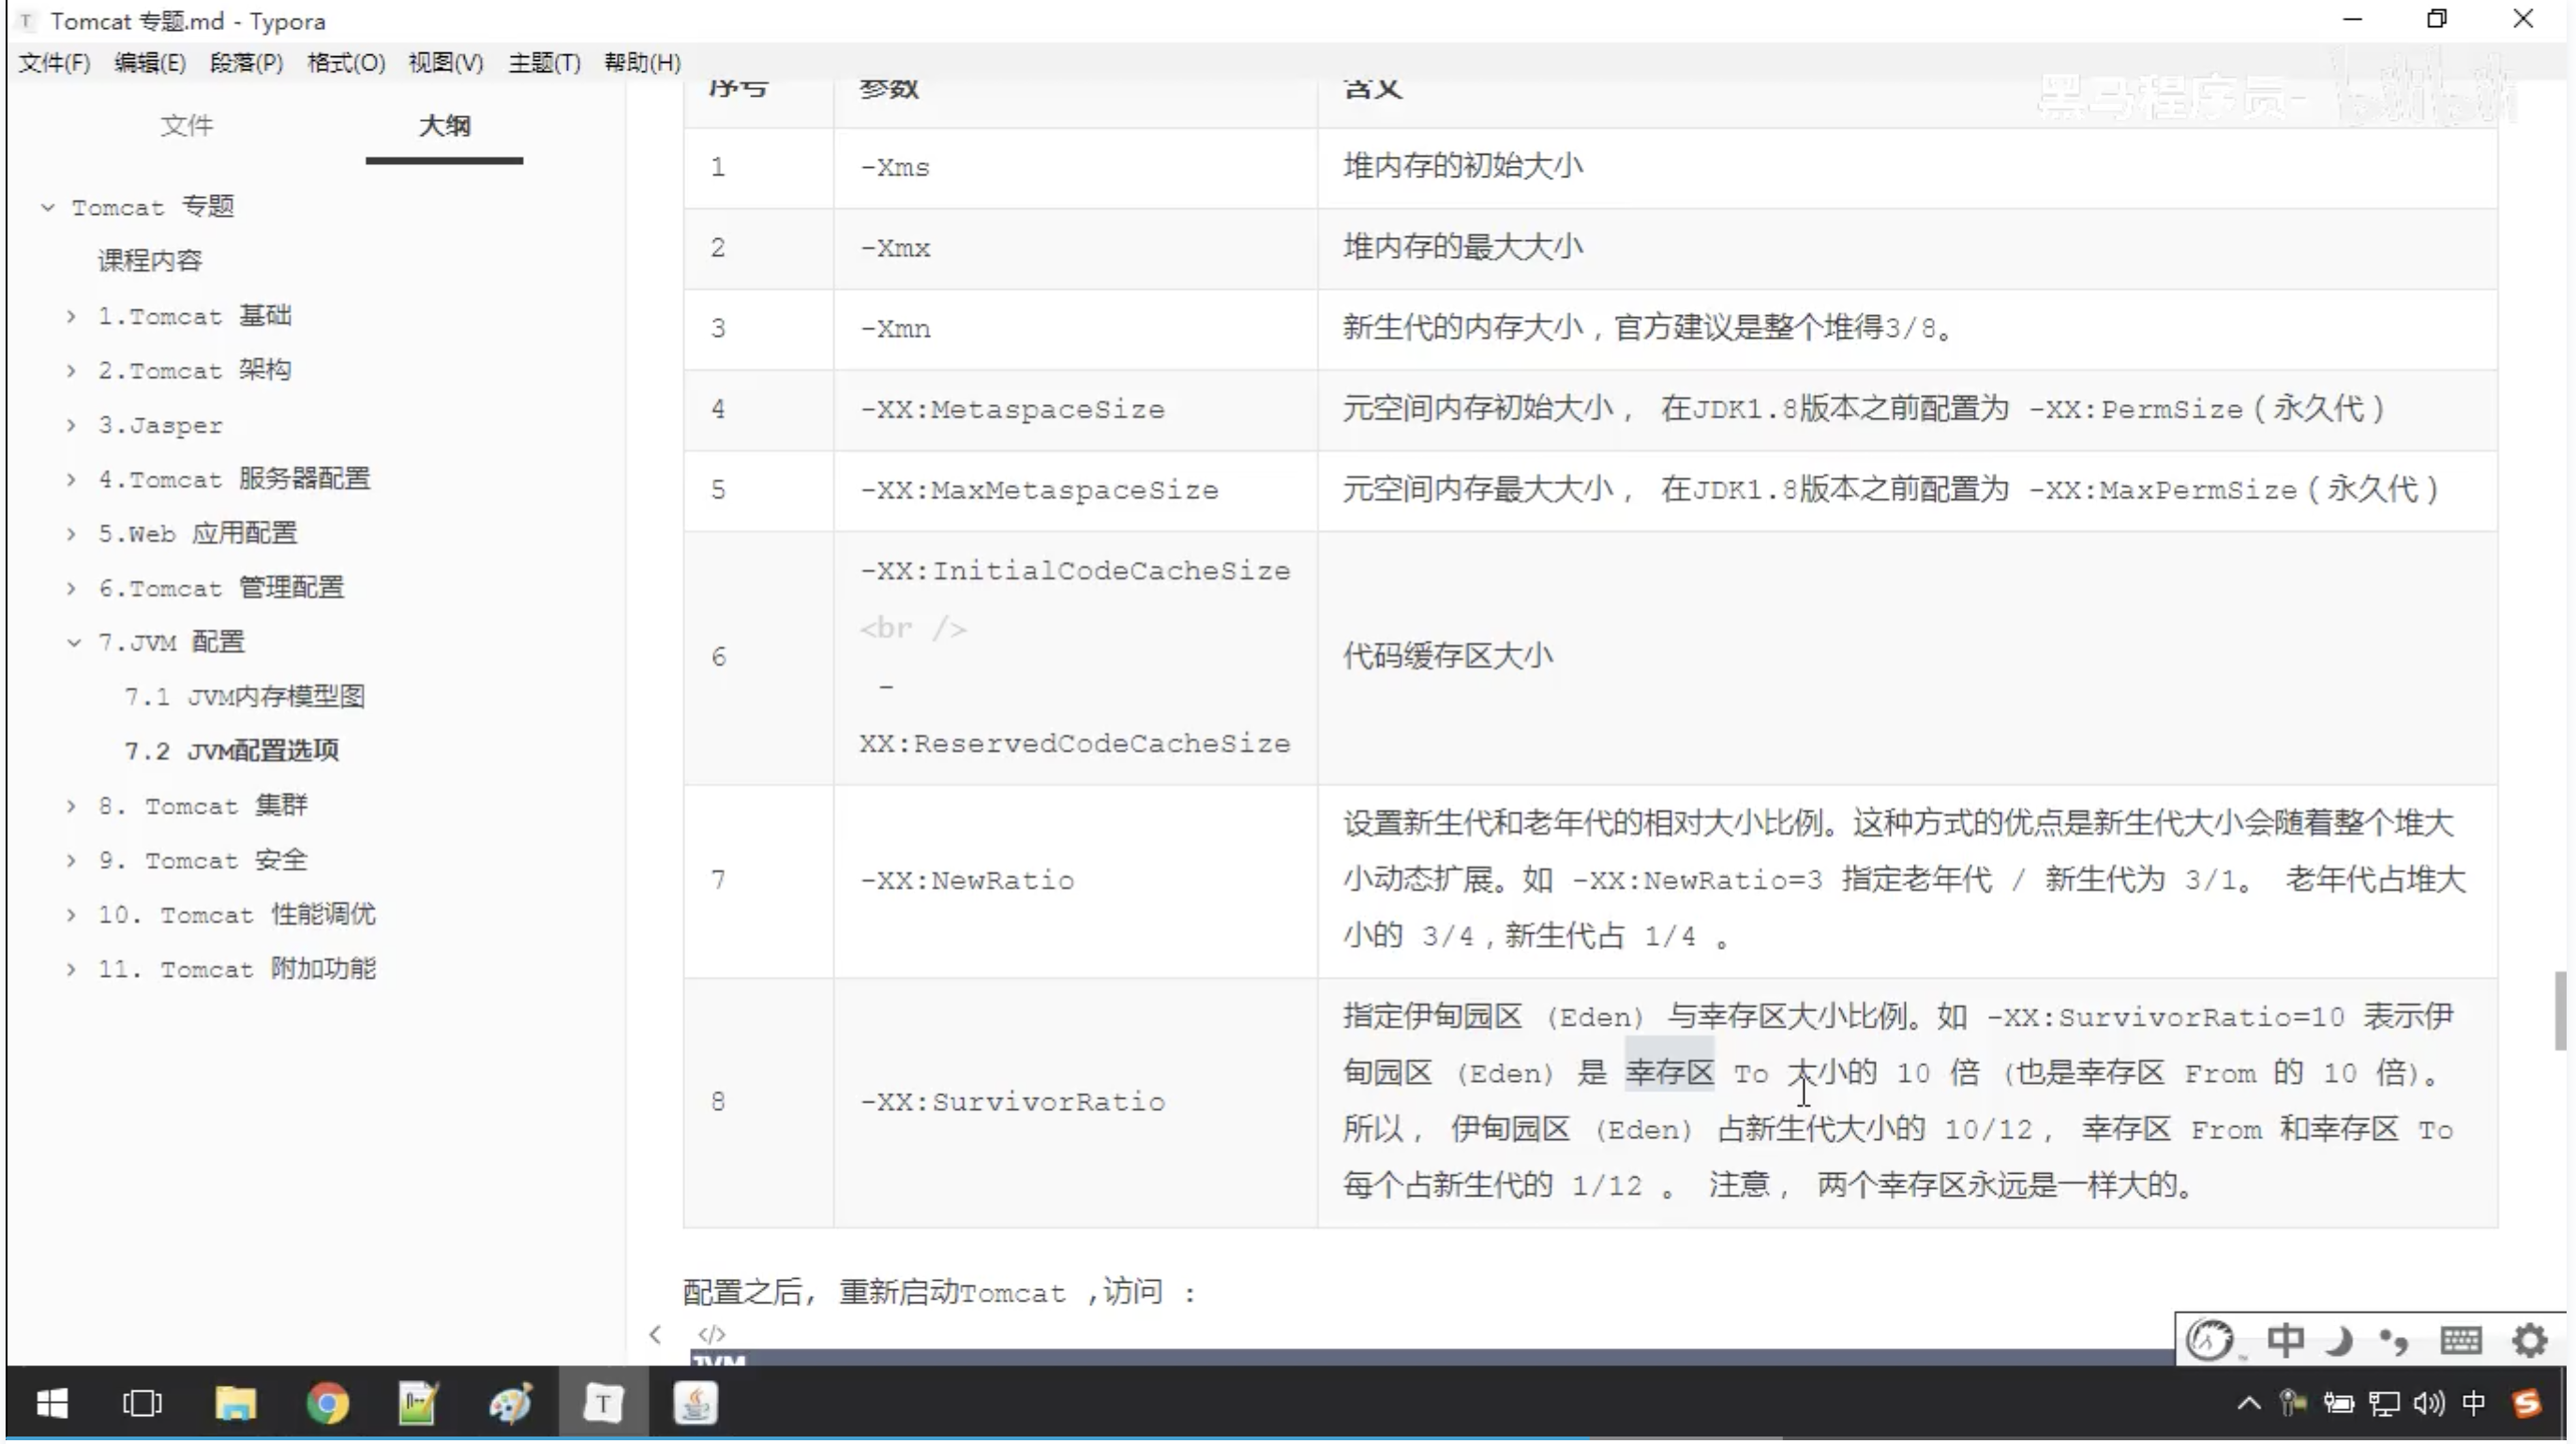 Tomcat 专题.md - Typora
文件(F) 编辑(E) 段落(P) 格式(O) 视图(V) 主题(T) 帮助(H)
黑马程序员-
bilibili
文件 大纲
Tomcat 专题
课程内容
1.Tomcat 基础
2.Tomcat 架构
3.Jasper
4.Tomcat 服务器配置
5.Web 应用配置
6.Tomcat 管理配置
7.JVM 配置
7.1 JVM内存模型图
7.2 JVM配置选项
8. Tomcat 集群
9. Tomcat 安全
10. Tomcat 性能调优
11. Tomcat 附加功能
序号 参数 含义
1 -Xms 堆内存的初始大小
2 -Xmx 堆内存的最大大小
3 -Xmn 新生代的内存大小,官方建议是整个堆得3/8。
4 -XX:MetaspaceSize 元空间内存初始大小, 在JDK1.8版本之前配置为 -XX:PermSize(永久代)
5 -XX:MaxMetaspaceSize 元空间内存最大大小, 在JDK1.8版本之前配置为 -XX:MaxPermSize(永久代)
-XX:InitialCodeCacheSize
<br />
6 代码缓存区大小
-
XX:ReservedCodeCacheSize
设置新生代和老年代的相对大小比例。这种方式的优点是新生代大小会随着整个堆大
7 -XX:NewRatio 小动态扩展。如 -XX:NewRatio=3 指定老年代 / 新生代为 3/1。 老年代占堆大
小的 3/4,新生代占 1/4 。
指定伊甸园区 (Eden) 与幸存区大小比例。如 -XX:SurvivorRatio=10 表示伊
甸园区 (Eden) 是 幸存区 To 大小的 10 倍 (也是幸存区 From 的 10 倍)。
8 -XX:SurvivorRatio
所以, 伊甸园区 (Eden) 占新生代大小的 10/12, 幸存区 From 和幸存区 To
每个占新生代的 1/12 。 注意, 两个幸存区永远是一样大的。
配置之后, 重新启动Tomcat ,访问 :
</>
JVM
中
中